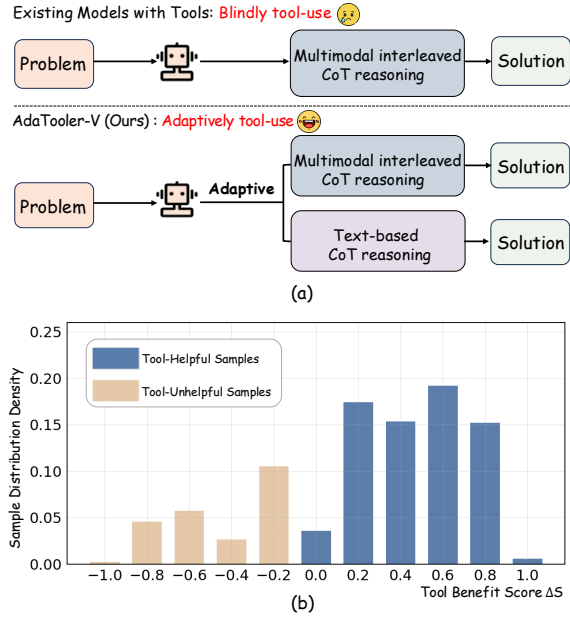 Existing Models with Tools: Blindly tool-use
Problem
Multimodal interleaved
CoT reasoning
Solution
AdaTooler-V (Ours) : Adaptively tool-use
Problem
Adaptive
Multimodal interleaved
CoT reasoning
Solution
Text-based
CoT reasoning
Solution
(a)
Sample Distribution Density
0.25
0.20
0.15
0.10
0.05
0.00
Tool-Helpful Samples
Tool-Unhelpful Samples
−1.0 −0.8 −0.6 −0.4 −0.2 0.0 0.2 0.4 0.6 0.8 1.0
Tool Benefit Score ΔS
(b)